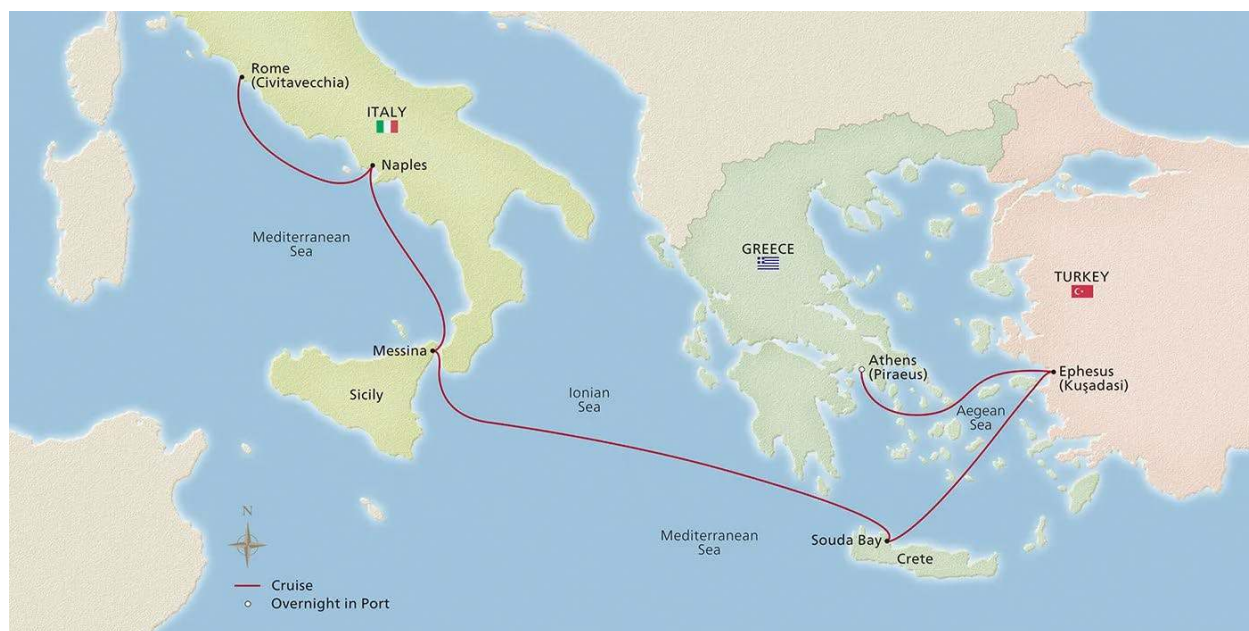 Rome
(Civitavecchia)
ITALY
Naples
Mediterranean
Sea
GREECE
TURKEY
Messina
Athens
(Piraeus)
Ephesus
(Kuşadasi)
Sicily
Ionian
Sea
Aegean
Sea
N
Mediterranean
Sea
Souda Bay
Crete
Cruise
Overnight in Port